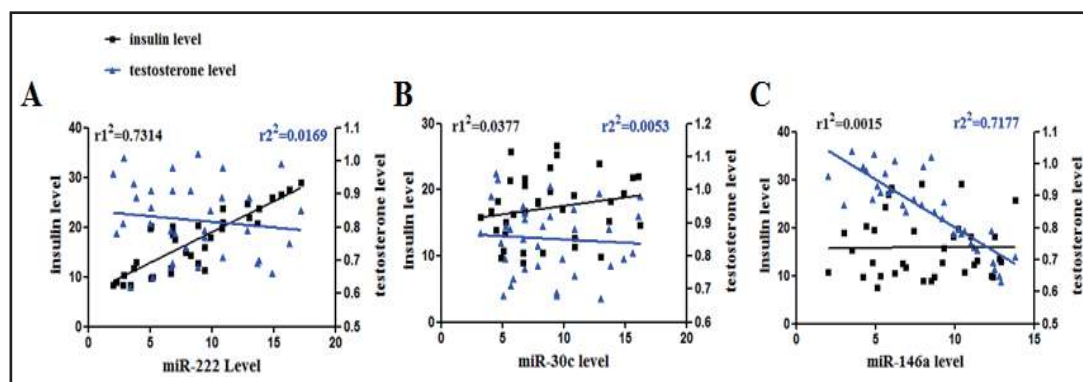 insulin level
testosterone level
A
r1²=0.7314
r2²=0.0169
40
30
20
10
0
Insulin level
1.1
1.0
0.9
0.8
0.7
0.6
0.5
testosterone level
0
5
10
15
20
miR-222 Level
B
r1²=0.0377
r2²=0.0053
30
20
10
0
Insulin level
1.2
1.1
1.0
0.9
0.8
0.7
0.6
testosterone level
0
5
10
15
20
miR-30c level
C
r1²=0.0015
r2²=0.7177
40
30
20
10
0
Insulin level
1.1
1.0
0.9
0.8
0.7
0.6
0.5
testosterone level
0
5
10
15
miR-146a level